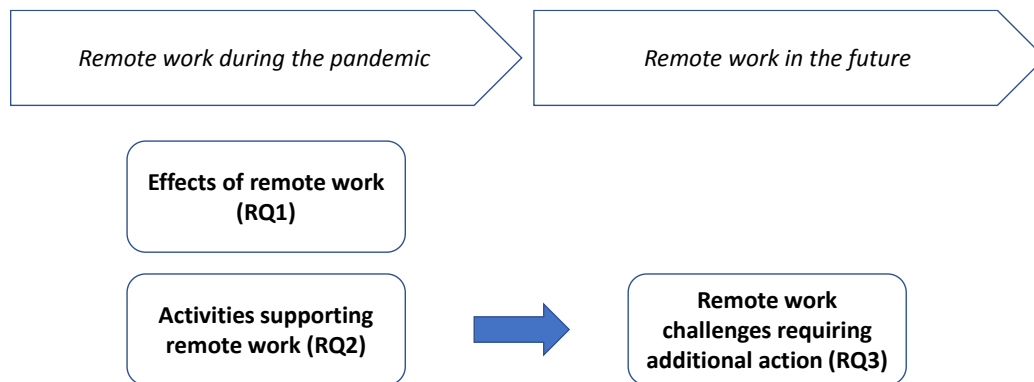 Remote work during the pandemic
Remote work in the future
Effects of remote work
(RQ1)
Activities supporting
remote work (RQ2)
Remote work
challenges requiring
additional action (RQ3)